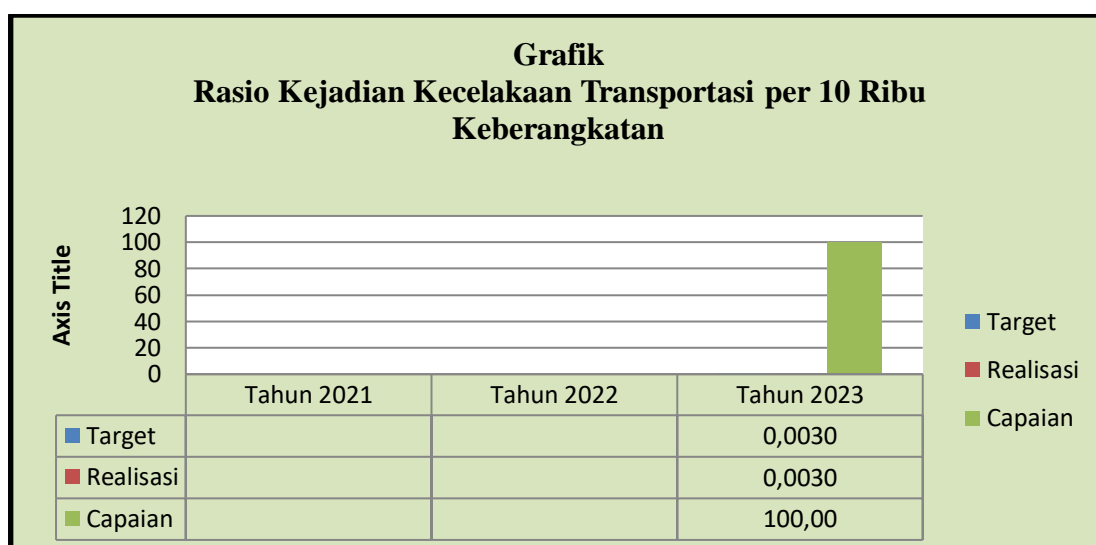 Grafik
Rasio Kejadian Kecelakaan Transportasi per 10 Ribu
Keberangkatan
Axis Title
120
100
80
60
40
20
0
Tahun 2021 Tahun 2022 Tahun 2023
Target 0,0030
Realisasi 0,0030
Capaian 100,00
Target
Realisasi
Capaian